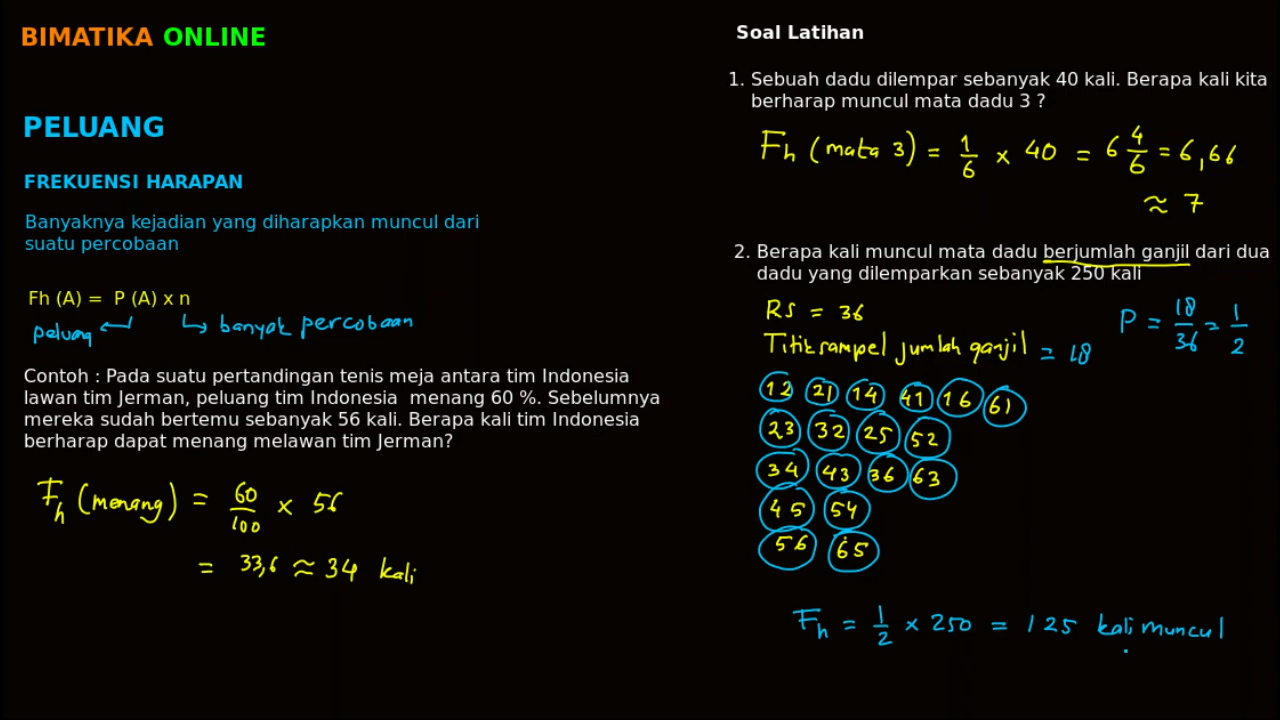 BIMATIKA ONLINE
PELUANG
FREKUENSI HARAPAN
Banyaknya kejadian yang diharapkan muncul dari
suatu percobaan
Fh (A) = P (A) x n
peluang banyak percobaan
Contoh : Pada suatu pertandingan tenis meja antara tim Indonesia
lawan tim Jerman, peluang tim Indonesia menang 60 %. Sebelumnya
mereka sudah bertemu sebanyak 56 kali. Berapa kali tim Indonesia
berharap dapat menang melawan tim Jerman?
Fh (menang) = 60/100 x 56
= 33,6 ≈ 34 kali
Soal Latihan
1. Sebuah dadu dilempar sebanyak 40 kali. Berapa kali kita
berharap muncul mata dadu 3 ?
Fh (mata 3) = 1/6 x 40 = 6 4/6 = 6,66
≈ 7
2. Berapa kali muncul mata dadu berjumlah ganjil dari dua
dadu yang dilemparkan sebanyak 250 kali
RS = 36
P = 18/36 = 1/2
Titik sampel jumlah ganjil = 18
12 21 14 41 16 61
23 32 25 52
34 43 36 63
45 54
56 65
Fh = 1/2 x 250 = 125 kali muncul